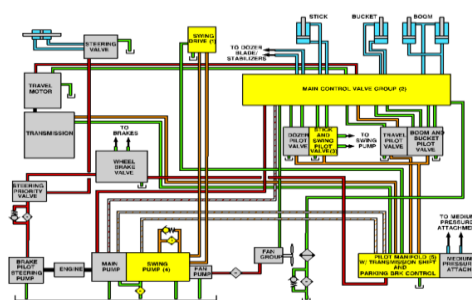 STICK
BUCKET
BOOM
STEERING
VALVE
SWING
DRIVE (1)
TO DOZER
BLADE/
STABILIZERS
TRAVEL
MOTOR
MAIN CONTROL VALVE GROUP (2)
TRANSMISSION
TO
BRAKES
DOZER
PILOT
VALVE
STICK
AND
SWING
PILOT
VALVE(3)
TO
SWING
PUMP
TRAVEL
PILOT
VALVE
BOOM AND
BUCKET
PILOT
VALVE
WHEEL
BRAKE
VALVE
STEERING
PRIORITY
VALVE
TO MEDIUM
PRESSURE
ATTACHMENT
BRAKE
PILOT
STEERING
PUMP
ENGINE
MAIN
PUMP
SWING
PUMP (4)
FAN
PUMP
FAN
GROUP
PILOT MANIFOLD (5)
W/ TRANSMISSION SHIFT
AND
PARKING BRK CONTROL
MEDIUM
PRESSURE
ATTACH